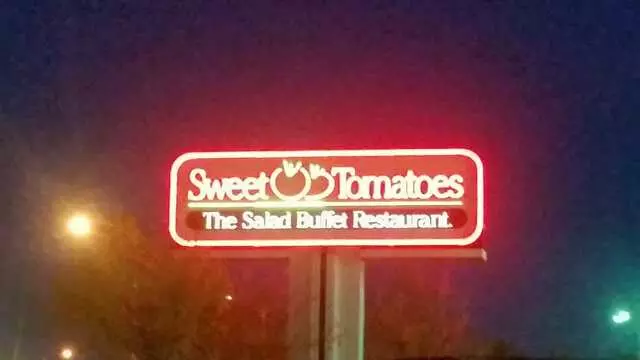 Sweet Tomatoes
The Salad Buffet Restaurant.